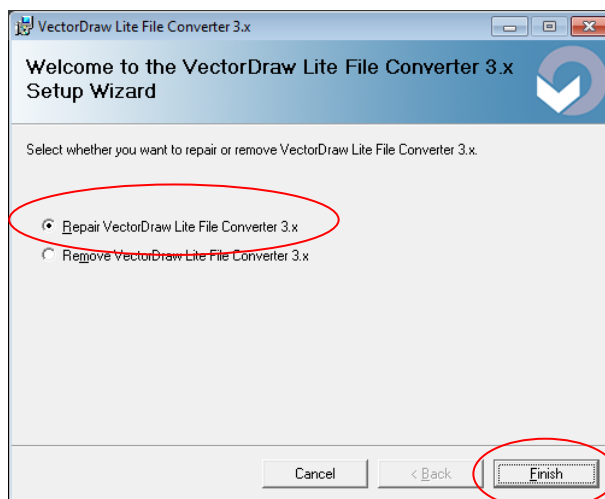 VectorDraw Lite File Converter 3.x
Welcome to the VectorDraw Lite File Converter 3.x
Setup Wizard
Select whether you want to repair or remove VectorDraw Lite File Converter 3.x.
Repair VectorDraw Lite File Converter 3.x
Remove VectorDraw Lite File Converter 3.x
Cancel < Back Finish